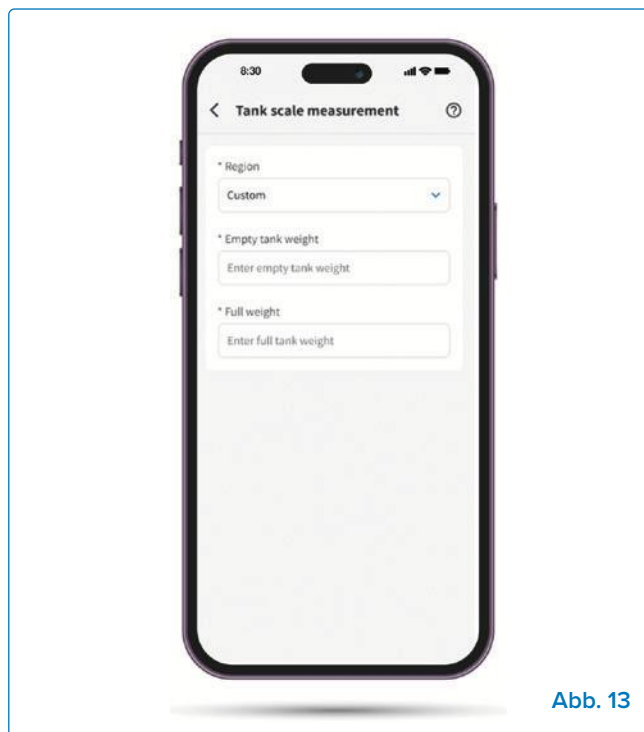 8:30
Tank scale measurement
* Region
Custom
* Empty tank weight
Enter empty tank weight
* Full weight
Enter full tank weight
Abb. 13